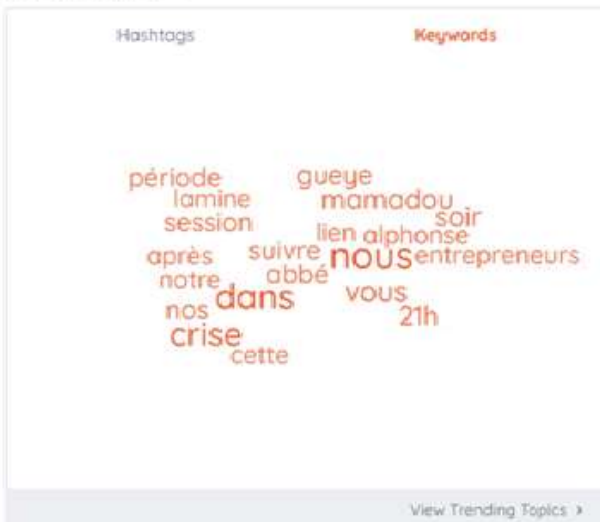 Hashtags Keywords
période gueye
lamine mamadou
session soir
lien alphonse
après suivre nous entrepreneurs
notre abbé
dans vous
nos 21h
crise
cette
View Trending Topics >